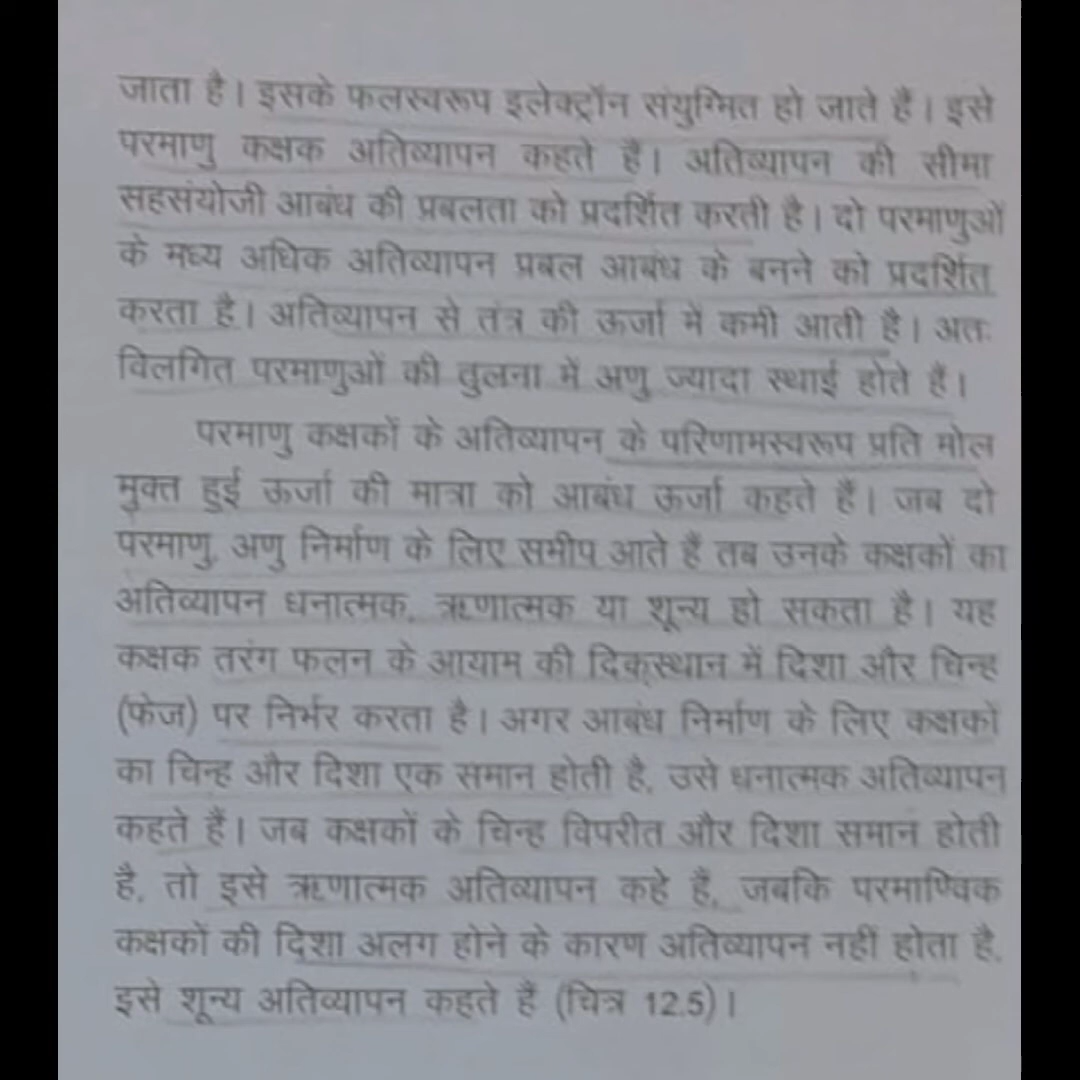 जाता है। इसके फलस्वरूप इलेक्ट्रॉन संयुग्मित हो जाते हैं। इसे
परमाणु कक्षक अतिव्यापन कहते हैं। अतिव्यापन की सीमा
सहसंयोजी आबंध की प्रबलता को प्रदर्शित करती है। दो परमाणुओं
के मध्य अधिक अतिव्यापन प्रबल आबंध के बनने को प्रदर्शित
करता है। अतिव्यापन से तंत्र की ऊर्जा में कमी आती है। अतः
विलगित परमाणुओं की तुलना में अणु ज्यादा स्थाई होते हैं।
परमाणु कक्षकों के अतिव्यापन के परिणामस्वरूप प्रति मोल
मुक्त हुई ऊर्जा की मात्रा को आबंध ऊर्जा कहते हैं। जब दो
परमाणु, अणु निर्माण के लिए समीप आते हैं तब उनके कक्षकों का
अतिव्यापन धनात्मक, ऋणात्मक या शून्य हो सकता है। यह
कक्षक तरंग फलन के आयाम की दिक्स्थान में दिशा और चिन्ह
(फेज) पर निर्भर करता है। अगर आबंध निर्माण के लिए कक्षकों
का चिन्ह और दिशा एक समान होती है, उसे धनात्मक अतिव्यापन
कहते हैं। जब कक्षकों के चिन्ह विपरीत और दिशा समान होती
है, तो इसे ऋणात्मक अतिव्यापन कहे हैं, जबकि परमाण्विक
कक्षकों की दिशा अलग होने के कारण अतिव्यापन नहीं होता है,
इसे शून्य अतिव्यापन कहते हैं (चित्र 12.5)।